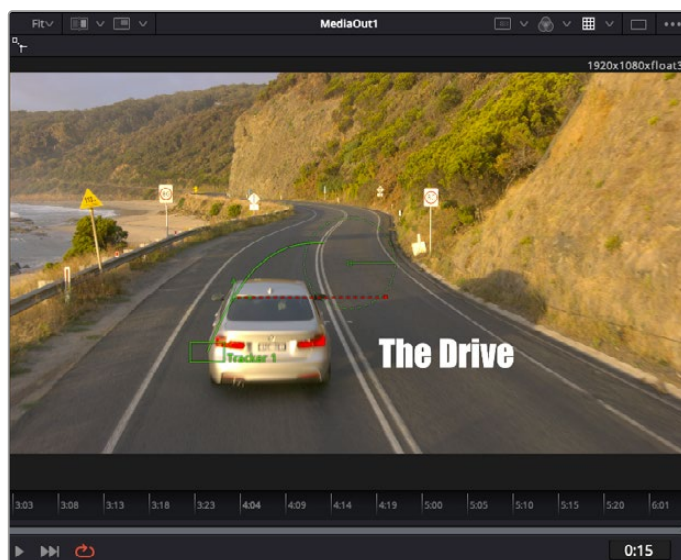 Fit MediaOut1
1920x1080xfloat3
Tracker 1
The Drive
3:03 3:08 3:13 3:18 3:23 4:04 4:09 4:14 4:19 5:00 5:05 5:10 5:15 5:20 6:01
0:15